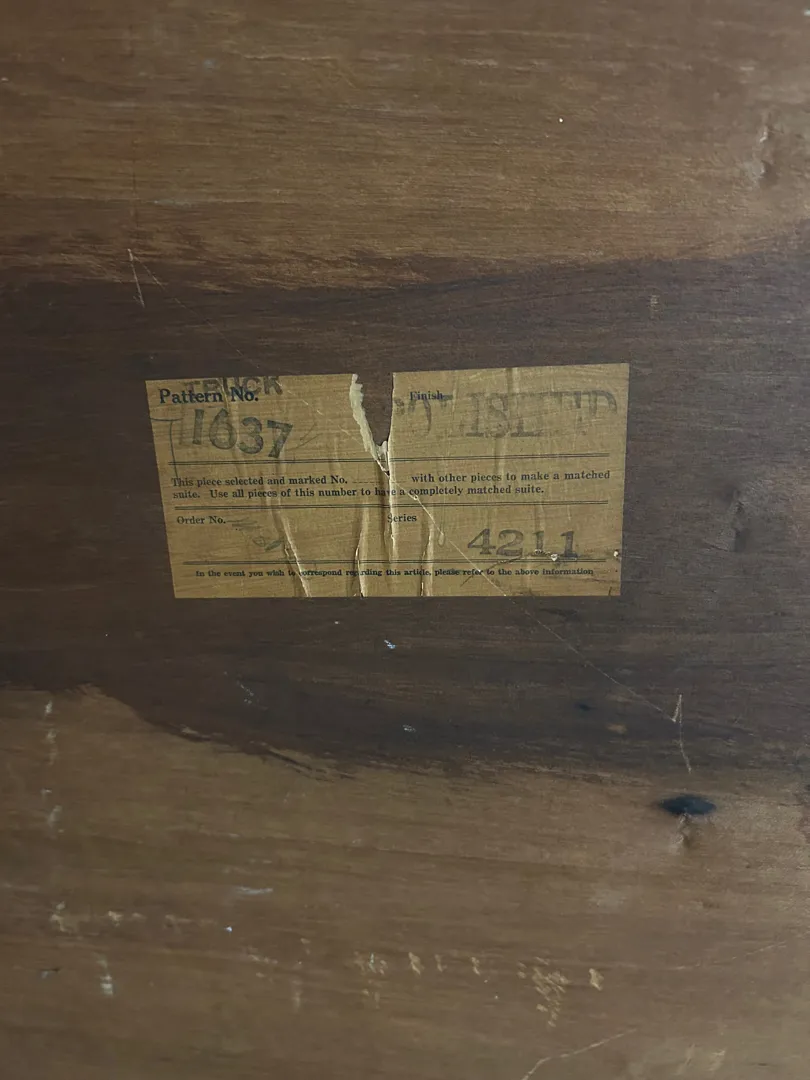 TRUCK
Pattern No. Finish POLISHED
1637
This piece selected and marked No. with other pieces to make a matched
suite. Use all pieces of this number to have a completely matched suite.
Order No. Series
4211
In the event you wish to correspond regarding this article, please refer to the above information